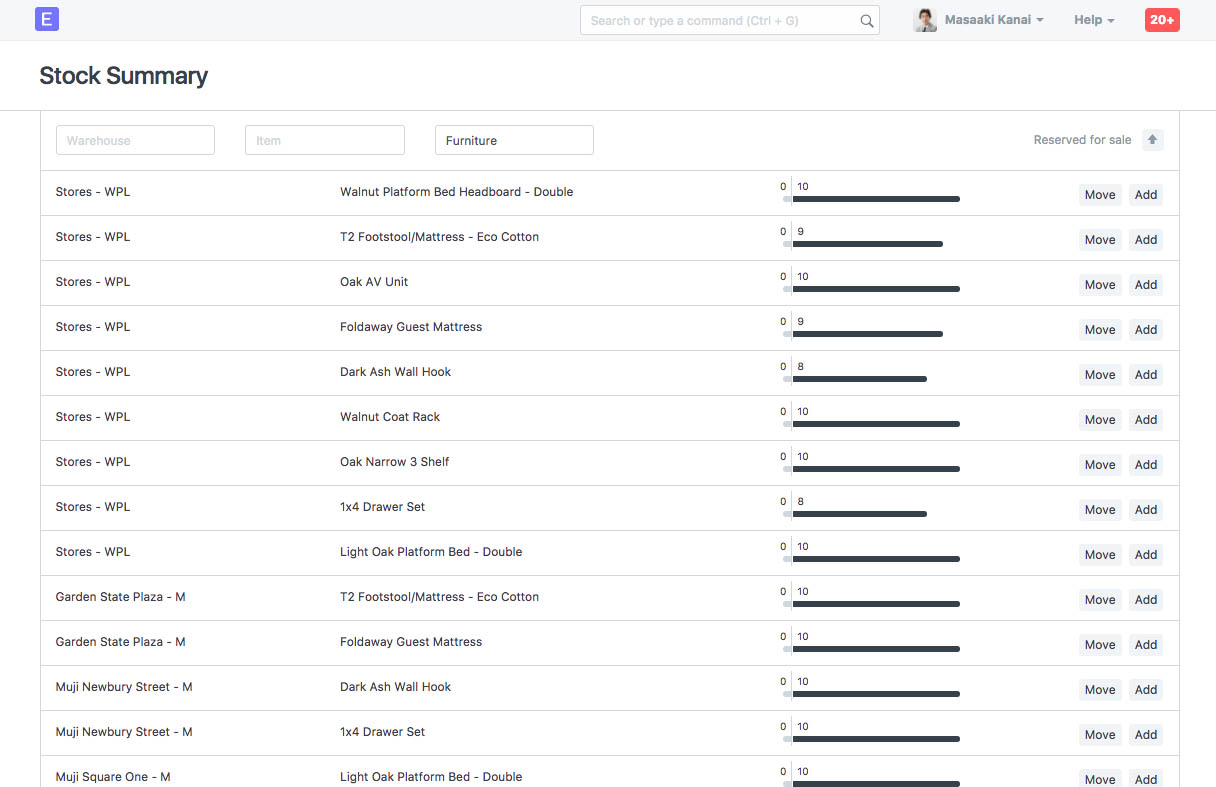 E Search or type a command (Ctrl + G) Masaaki Kanai Help 20+
Stock Summary
Warehouse Item Furniture Reserved for sale
Stores - WPL Walnut Platform Bed Headboard - Double 0 10 Move Add
Stores - WPL T2 Footstool/Mattress - Eco Cotton 0 9 Move Add
Stores - WPL Oak AV Unit 0 10 Move Add
Stores - WPL Foldaway Guest Mattress 0 9 Move Add
Stores - WPL Dark Ash Wall Hook 0 8 Move Add
Stores - WPL Walnut Coat Rack 0 10 Move Add
Stores - WPL Oak Narrow 3 Shelf 0 10 Move Add
Stores - WPL 1x4 Drawer Set 0 8 Move Add
Stores - WPL Light Oak Platform Bed - Double 0 10 Move Add
Garden State Plaza - M T2 Footstool/Mattress - Eco Cotton 0 10 Move Add
Garden State Plaza - M Foldaway Guest Mattress 0 10 Move Add
Muji Newbury Street - M Dark Ash Wall Hook 0 10 Move Add
Muji Newbury Street - M 1x4 Drawer Set 0 10 Move Add
Muji Square One - M Light Oak Platform Bed - Double 0 10 Move Add